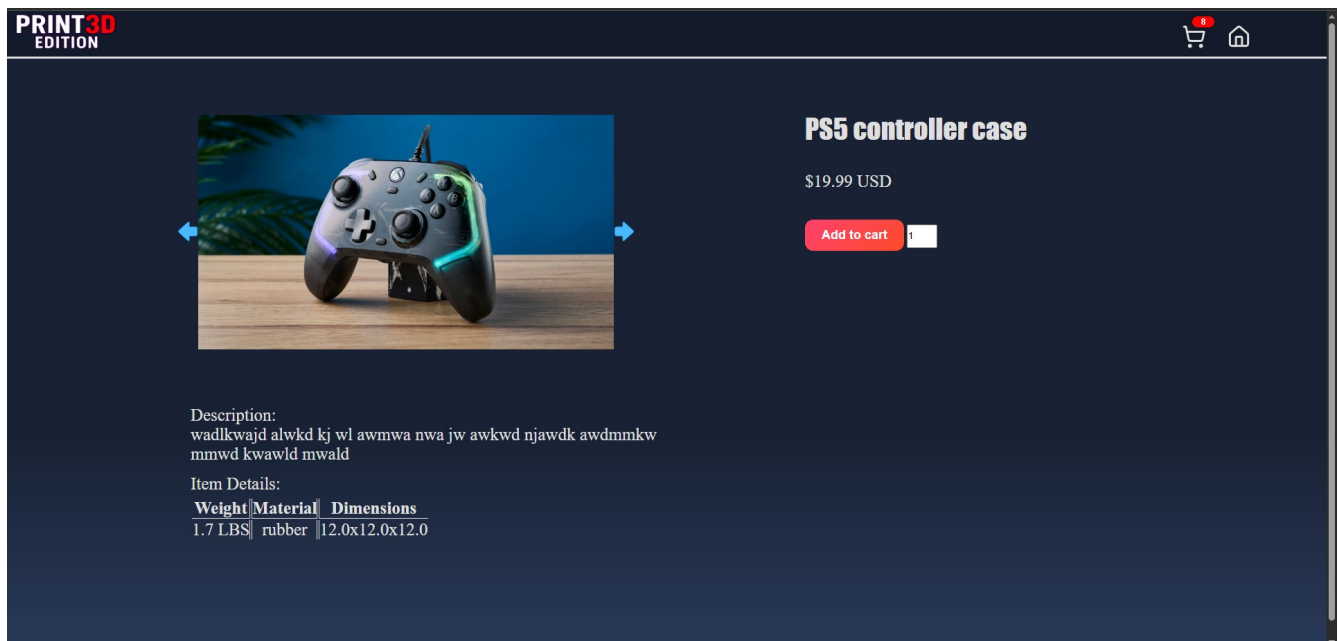 PRINT3D
EDITION
8
PS5 controller case
$19.99 USD
Add to cart 1
Description:
wadlkwajd alwkd kj wl awmwa nwa jw awkwd njawdk awdmmkw
mmwd kwawld mwald
Item Details:
Weight Material Dimensions
1.7 LBS rubber 12.0x12.0x12.0